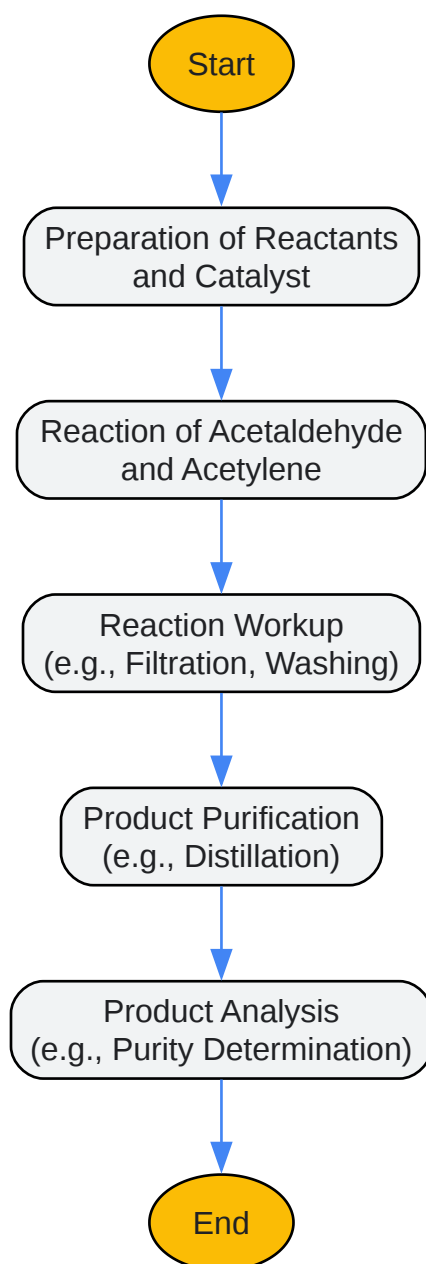 Start
Preparation of Reactants
and Catalyst
Reaction of Acetaldehyde
and Acetylene
Reaction Workup
(e.g., Filtration, Washing)
Product Purification
(e.g., Distillation)
Product Analysis
(e.g., Purity Determination)
End